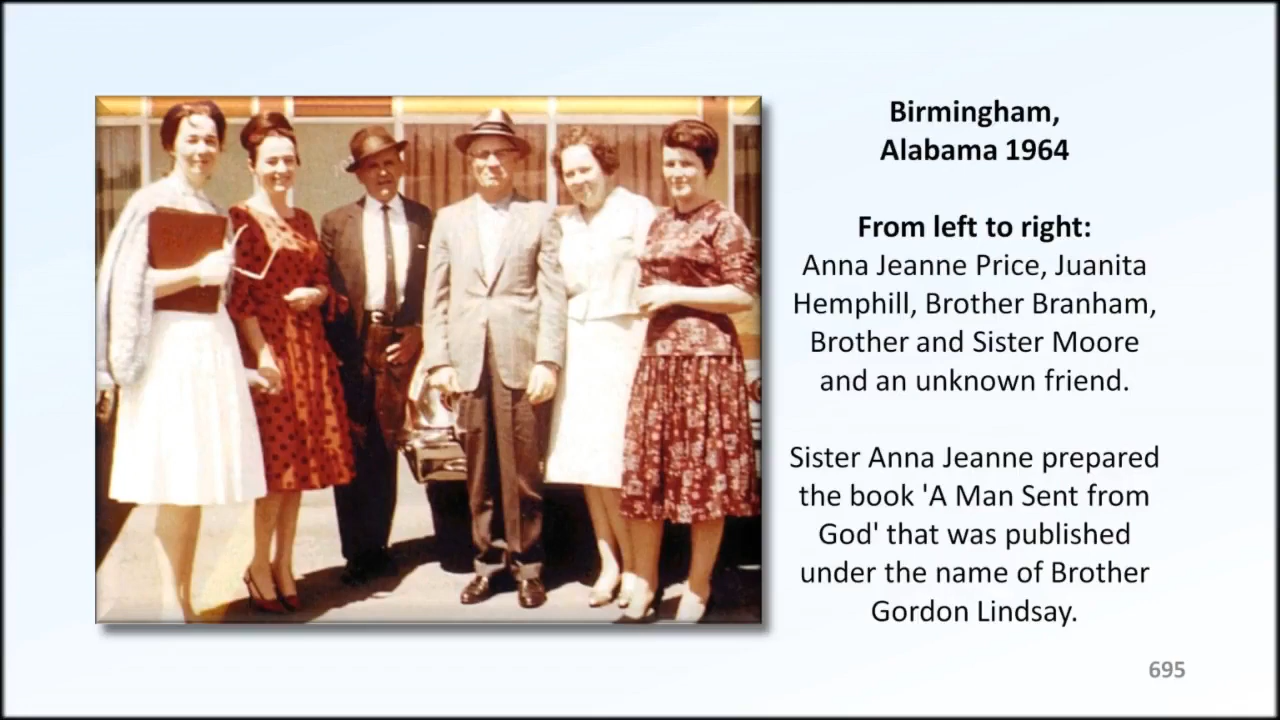 Birmingham,
Alabama 1964
From left to right:
Anna Jeanne Price, Juanita
Hemphill, Brother Branham,
Brother and Sister Moore
and an unknown friend.
Sister Anna Jeanne prepared
the book 'A Man Sent from
God' that was published
under the name of Brother
Gordon Lindsay.
695